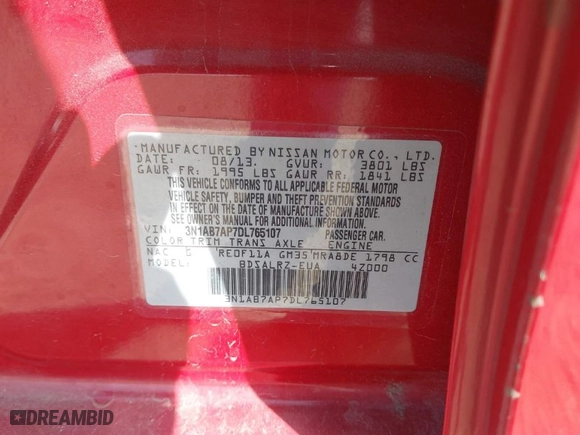 MANUFACTURED BY NISSAN MOTOR CO., LTD.
DATE: 08/13. GVWR: 3801 LBS
GAWR FR: 1995 LBS GAWR RR: 1841 LBS
THIS VEHICLE CONFORMS TO ALL APPLICABLE FEDERAL MOTOR
VEHICLE SAFETY, BUMPER AND THEFT PREVENTION STANDARDS
IN EFFECT ON THE DATE OF MANUFACTURE SHOWN ABOVE.
SEE OWNER'S MANUAL FOR ADDITIONAL INFORMATION.
VIN: 3N1AB7AP7DL765107 PASSENGER CAR.
COLOR TRIM TRANS AXLE ENGINE
NAC G RE0F11A GM35 MRA8DE 1798 CC
MODEL: BDSALRZ-EUA 4Z000
3N1AB7AP7DL765107
DREAMBID